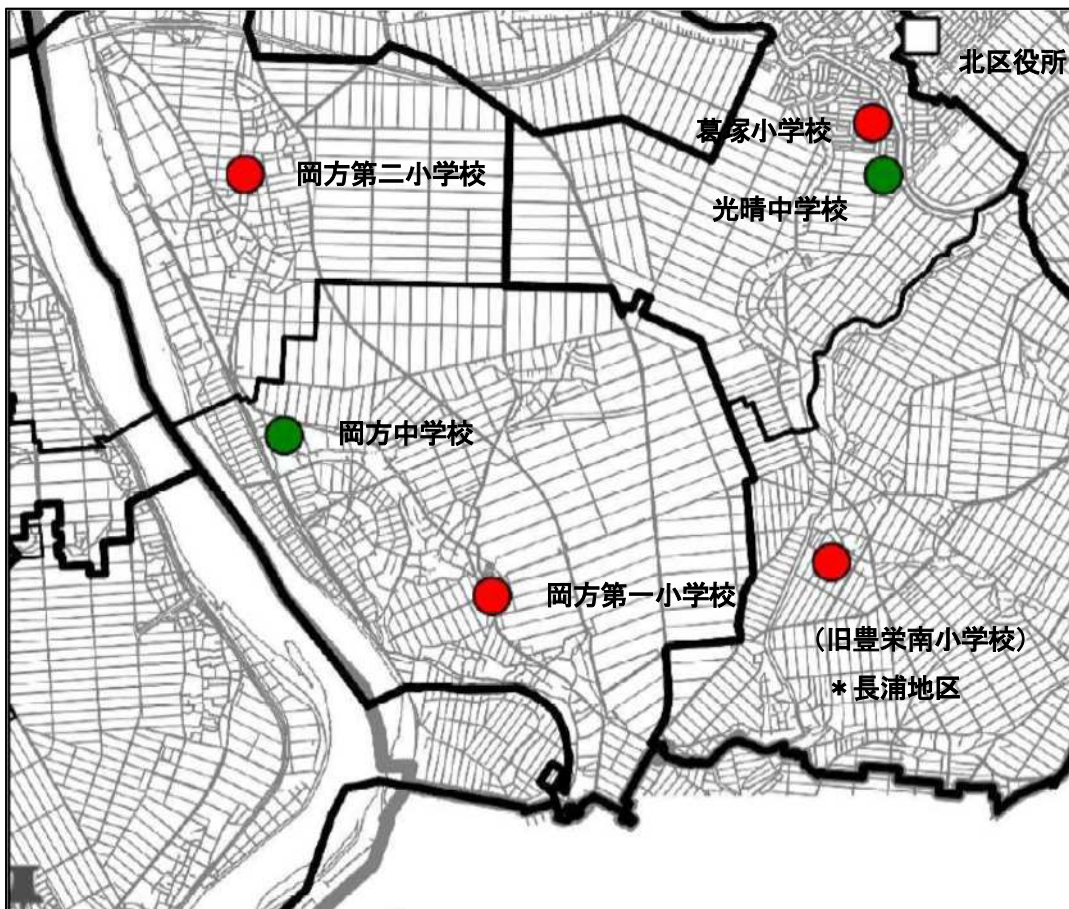 北区役所
葛塚小学校
岡方第二小学校
光晴中学校
岡方中学校
岡方第一小学校
(旧豊栄南小学校)
*長浦地区